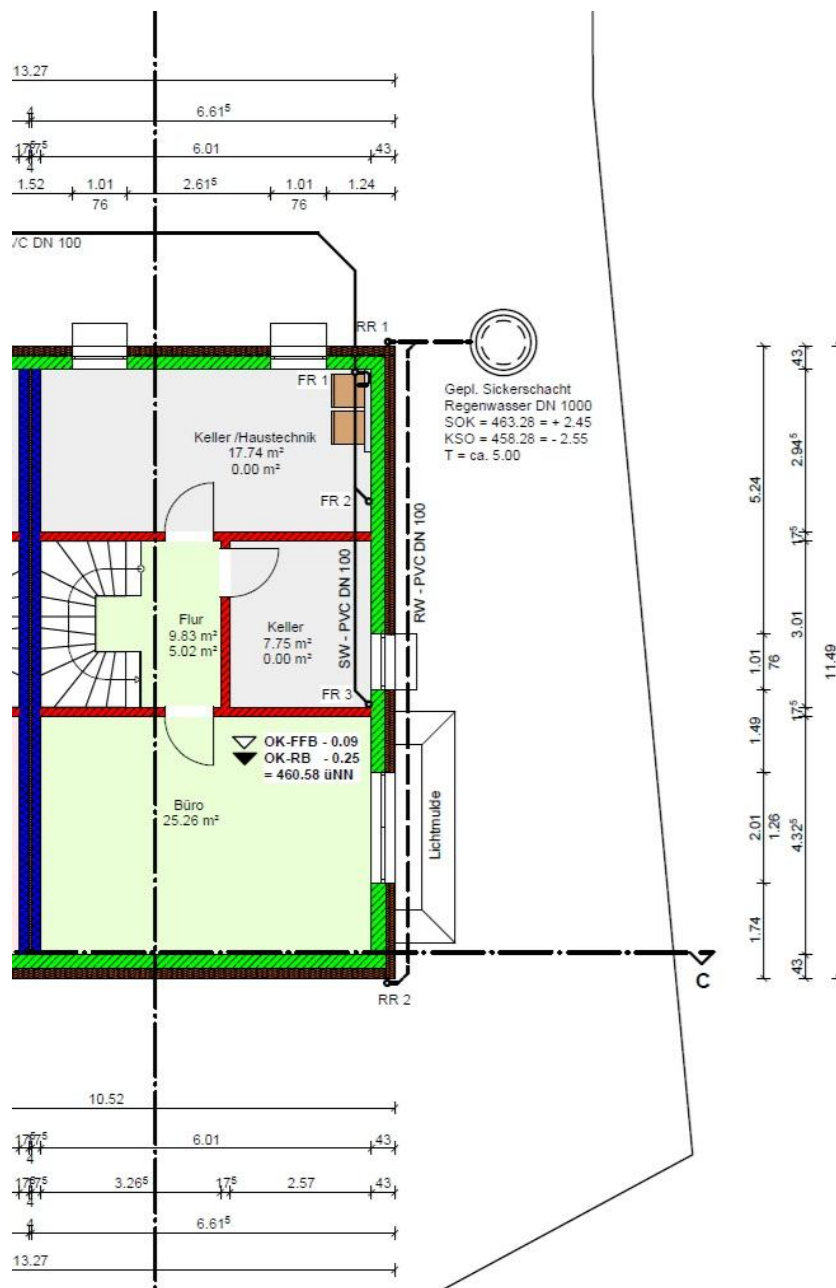 13.27
4
6.61⁵
17⁵
7⁵
6.01
43
4
1.52
1.01
2.61⁵
1.01
1.24
76
76
/C DN 100
RR 1
FR 1
Gepl. Sickerschacht
Regenwasser DN 1000
SOK = 463.28 = + 2.45
KSO = 458.28 = - 2.55
T = ca. 5.00
Keller /Haustechnik
17.74 m²
0.00 m²
FR 2
SW - PVC DN 100
RW - PVC DN 100
Flur
9.83 m²
5.02 m²
Keller
7.75 m²
0.00 m²
FR 3
OK-FFB - 0.09
OK-RB - 0.25
= 460.58 üNN
Büro
25.26 m²
Lichtmulde
C
RR 2
43
2.94⁵
5.24
17⁵
3.01
1.01
76
11.49
17⁵
1.49
2.01
1.26
4.32⁵
1.74
43
10.52
17⁵
7⁵
6.01
43
4
17⁵
7⁵
3.26⁵
17⁵
2.57
43
4
4
6.61⁵
13.27